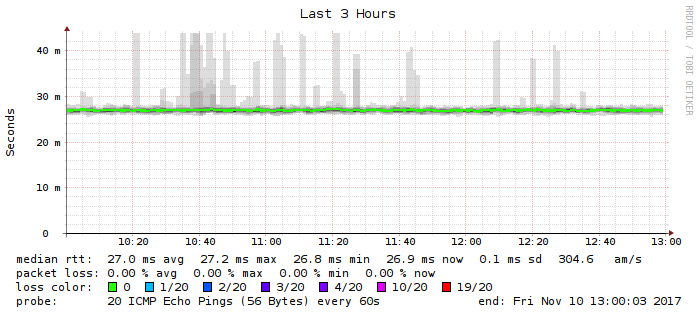 Last 3 Hours
RRDTOOL / TOBI OETIKER
Seconds
40 m
30 m
20 m
10 m
0
10:20 10:40 11:00 11:20 11:40 12:00 12:20 12:40 13:00
median rtt: 27.0 ms avg 27.2 ms max 26.8 ms min 26.9 ms now 0.1 ms sd 304.6 am/s
packet loss: 0.00 % avg 0.00 % max 0.00 % min 0.00 % now
loss color: 0 1/20 2/20 3/20 4/20 10/20 19/20
probe: 20 ICMP Echo Pings (56 Bytes) every 60s end: Fri Nov 10 13:00:03 2017